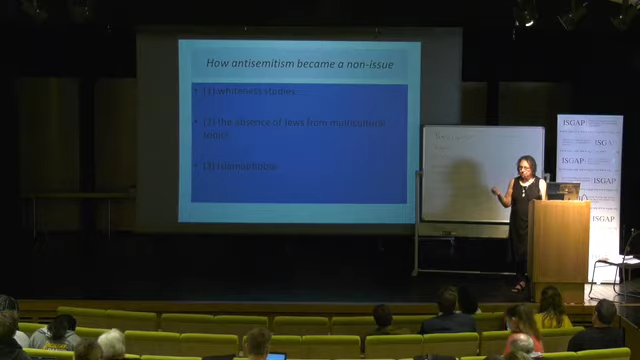 How antisemitism became a non-issue
• (1) whiteness studies
• (2) the absence of Jews from multicultural
• (3) Islamophobia
ISGAP
ISGAP
ISGAP
ISGAP
ISGAP